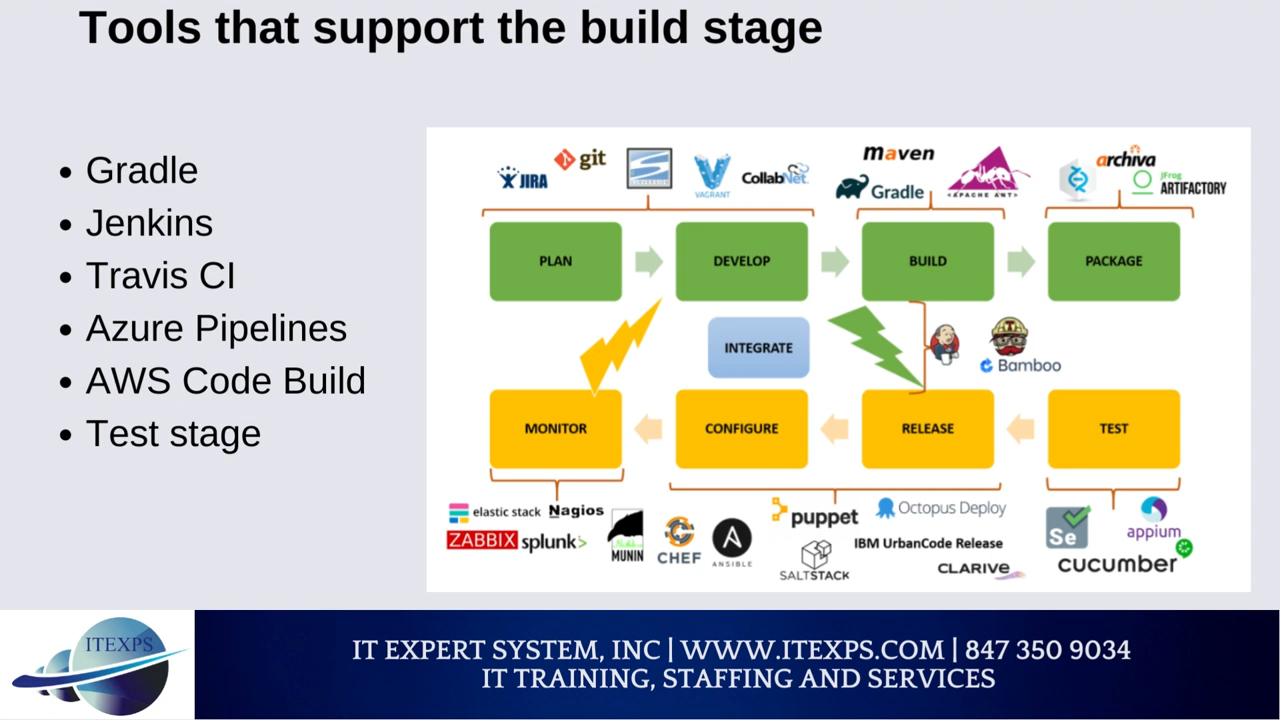 Tools that support the build stage
• Gradle
• Jenkins
• Travis CI
• Azure Pipelines
• AWS Code Build
• Test stage
JIRA
git
VAGRANT
CollabNet
maven
Gradle
APACHE ANT
archiva
JFrog
ARTIFACTORY
PLAN
DEVELOP
BUILD
PACKAGE
INTEGRATE
Bamboo
MONITOR
CONFIGURE
RELEASE
TEST
elastic stack
Nagios
ZABBIX
splunk>
MUNIN
CHEF
ANSIBLE
puppet
SALTSTACK
Octopus Deploy
IBM UrbanCode Release
CLARIVE
Se
appium
cucumber
ITEXPS
IT EXPERT SYSTEM, INC | WWW.ITEXPS.COM | 847 350 9034
IT TRAINING, STAFFING AND SERVICES